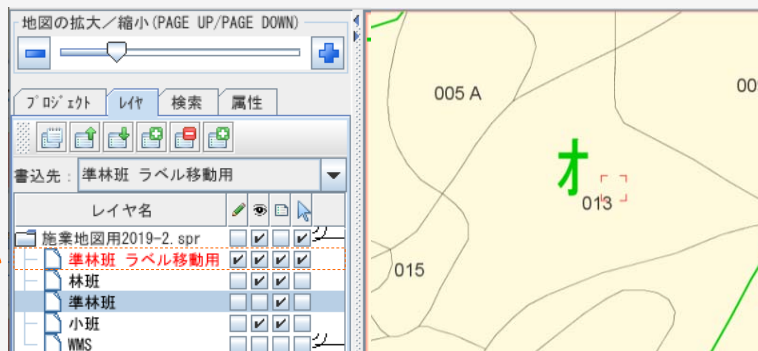 地図の拡大／縮小(PAGE UP/PAGE DOWN)
ﾌﾟﾛｼﾞｪｸﾄ ﾚｲﾔ 検索 属性
書込先： 準林班 ラベル移動用
レイヤ名
施業地図用2019-2.spr
準林班 ラベル移動用
林班
準林班
小班
WMS
005 A
00
才
013
015